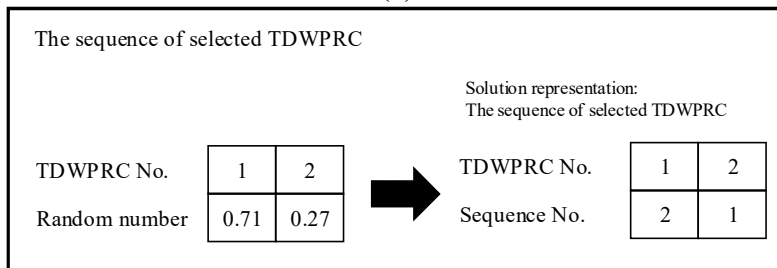 The sequence of selected TDWPRC
Solution representation:
The sequence of selected TDWPRC
TDWPRC No. 1 2
Random number 0.71 0.27
TDWPRC No. 1 2
Sequence No. 2 1